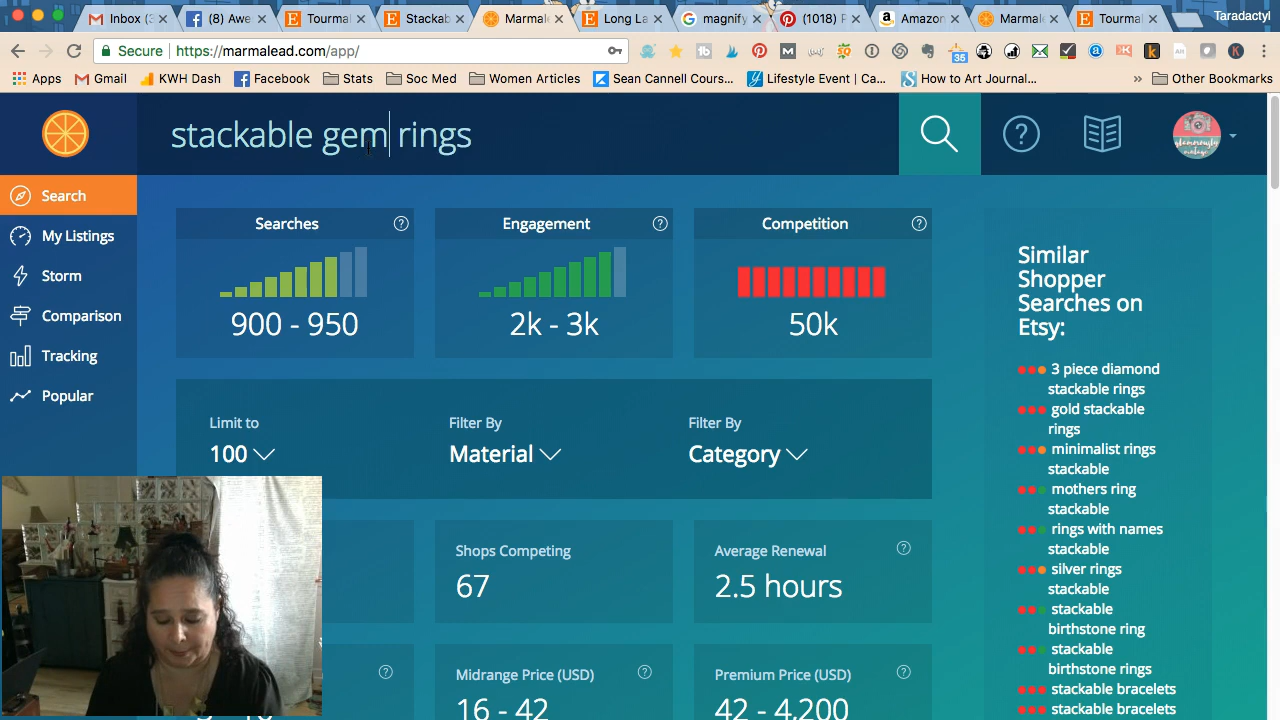 Taradactyl
Inbox (3
(8) Awe
Tourmal
Stackab
Marmale
Long La
magnify
(1018) P
Amazon
Marmale
Tourmal
Secure
https://marmalead.com/app/
35
Apps
Gmail
KWH Dash
Facebook
Stats
Soc Med
Women Articles
Sean Cannell Cours...
Lifestyle Event | Ca...
How to Art Journal...
»
Other Bookmarks
stackable gem rings
Search
My Listings
Storm
Comparison
Tracking
Popular
Searches
900 - 950
Engagement
2k - 3k
Competition
50k
Limit to
100
Filter By
Material
Filter By
Category
Shops Competing
67
Average Renewal
2.5 hours
Midrange Price (USD)
16 - 42
Premium Price (USD)
42 - 4,200
Similar
Shopper
Searches on
Etsy:
3 piece diamond
stackable rings
gold stackable
rings
minimalist rings
stackable
mothers ring
stackable
rings with names
stackable
silver rings
stackable
stackable
birthstone ring
stackable
birthstone rings
stackable bracelets
stackable bracelets